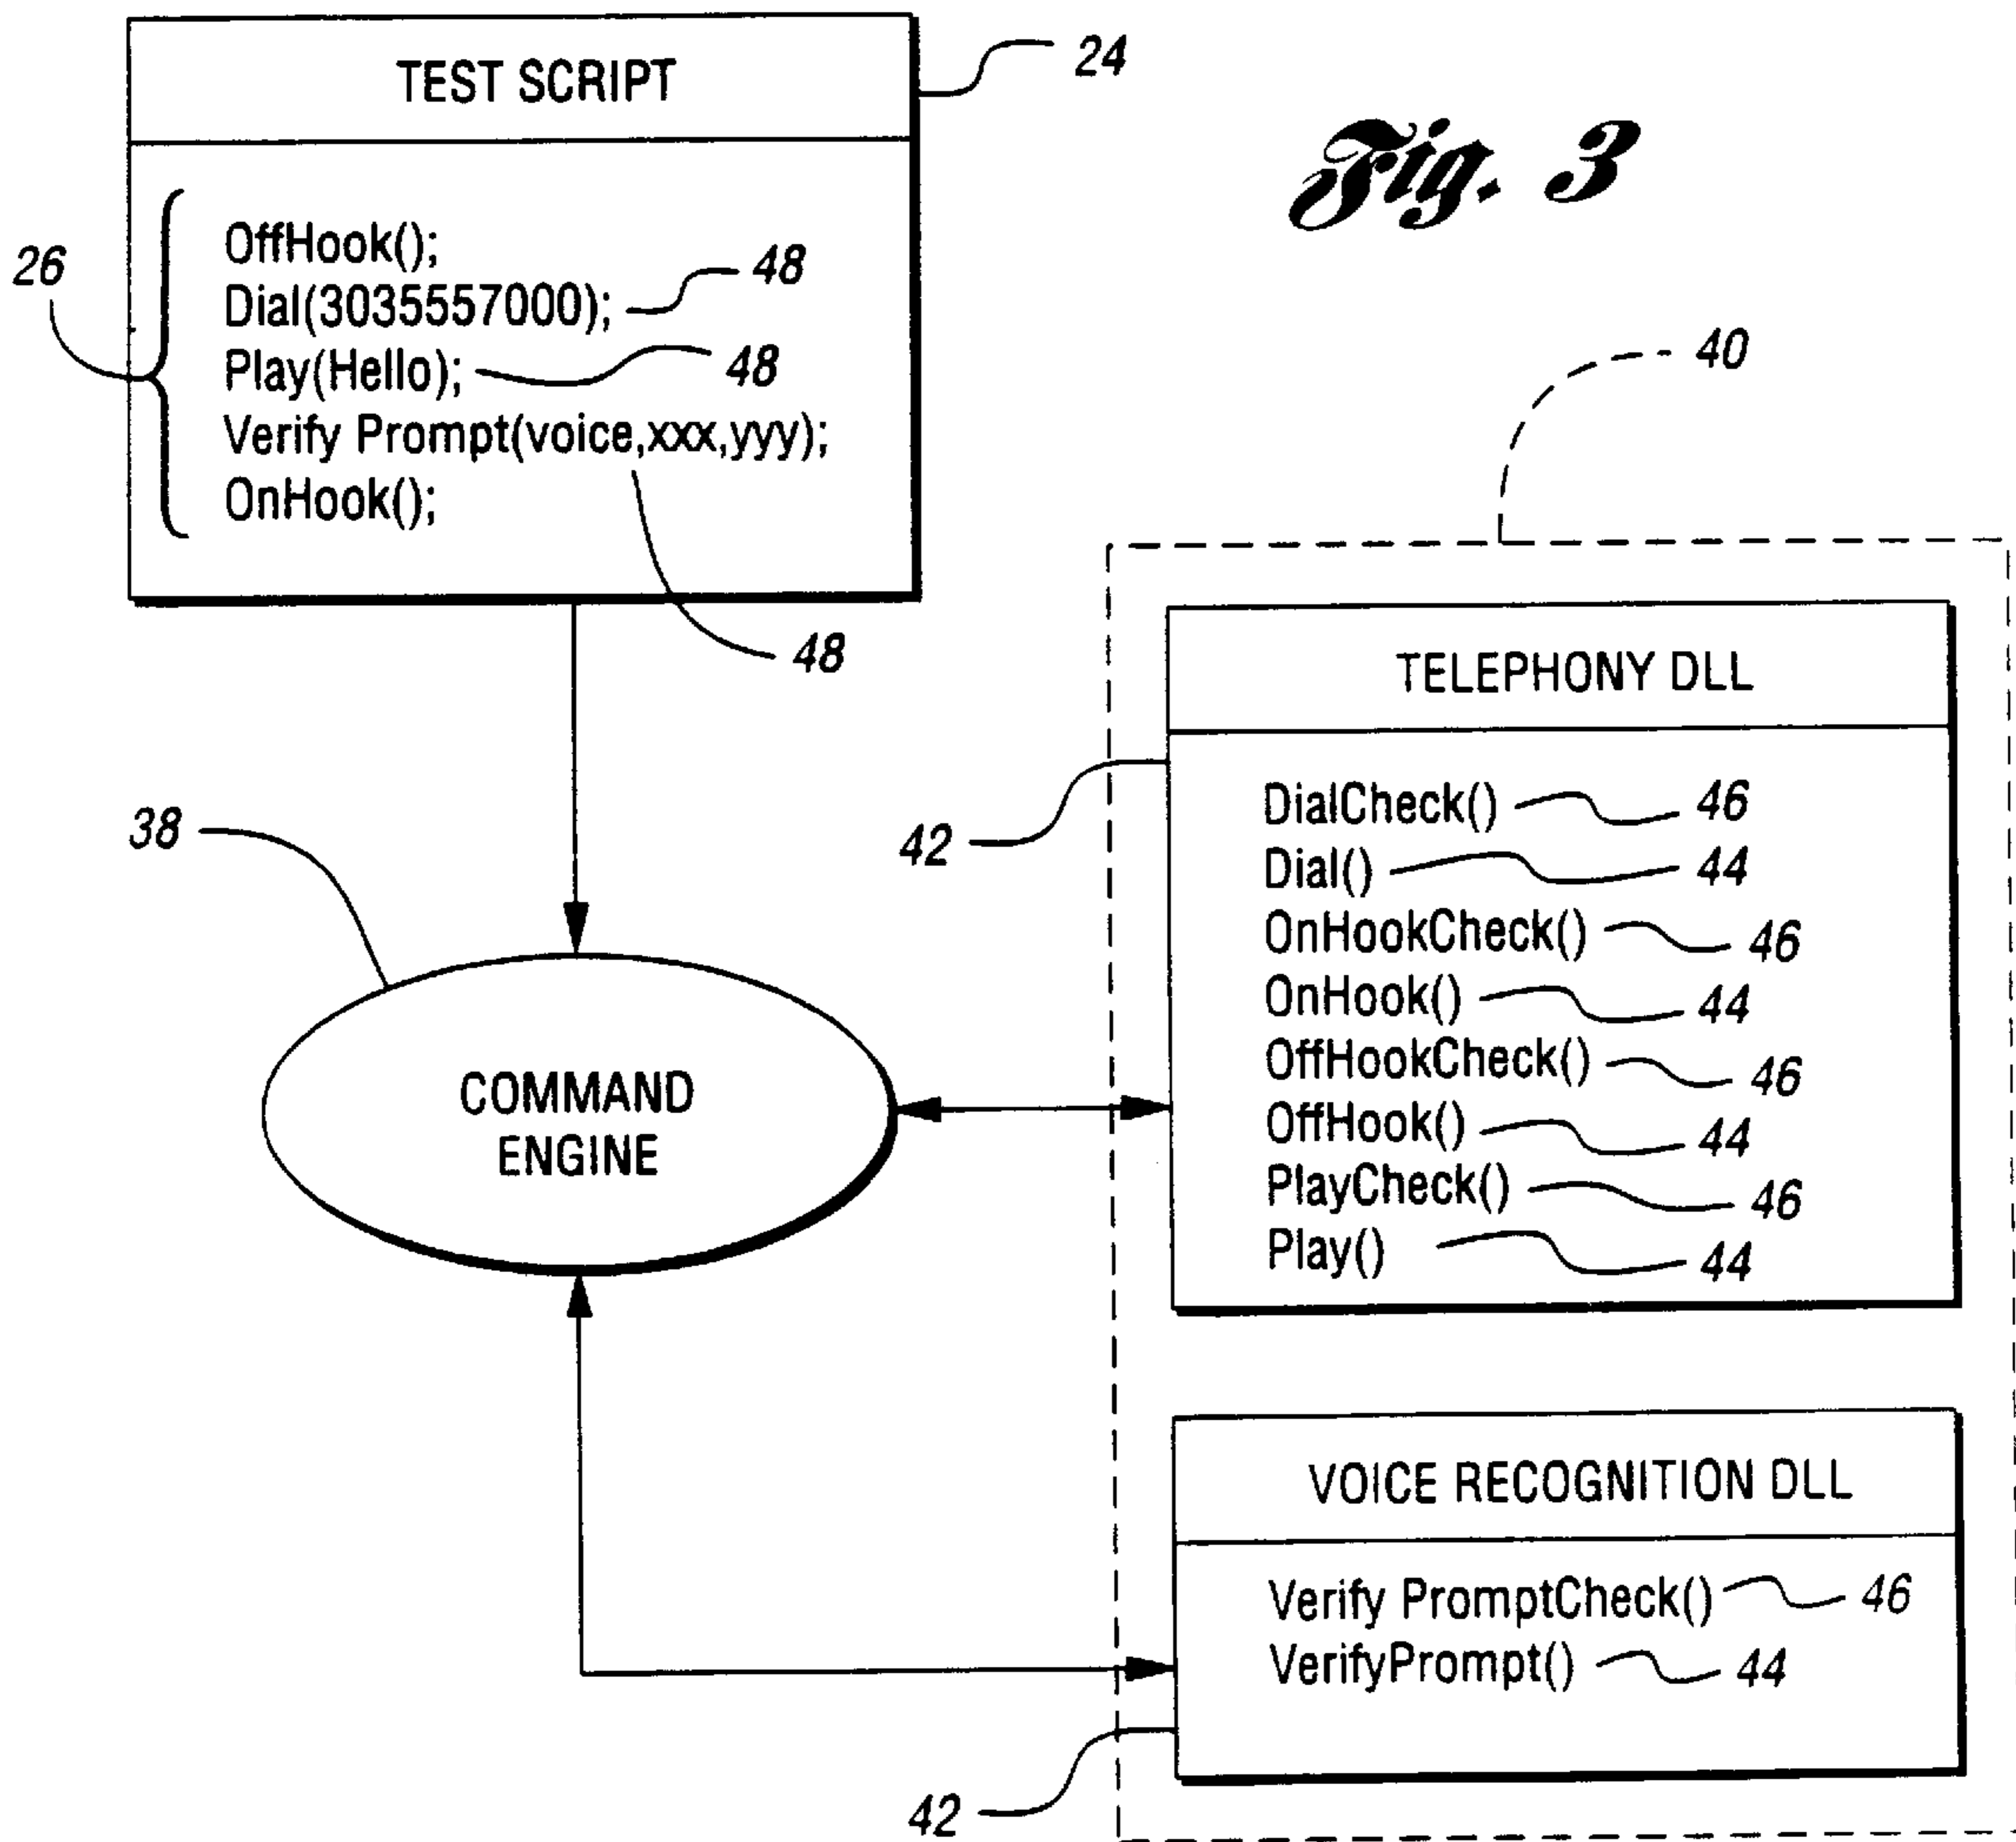 TEST SCRIPT
24
Fig. 3
26
OffHook();
Dial(3035557000);
48
Play(Hello);
48
Verify Prompt(voice,xxx,yyy);
OnHook();
48
40
TELEPHONY DLL
42
DialCheck()
46
Dial()
44
OnHookCheck()
46
OnHook()
44
OffHookCheck()
46
OffHook()
44
PlayCheck()
46
Play()
44
38
COMMAND
ENGINE
VOICE RECOGNITION DLL
Verify PromptCheck()
46
VerifyPrompt()
44
42